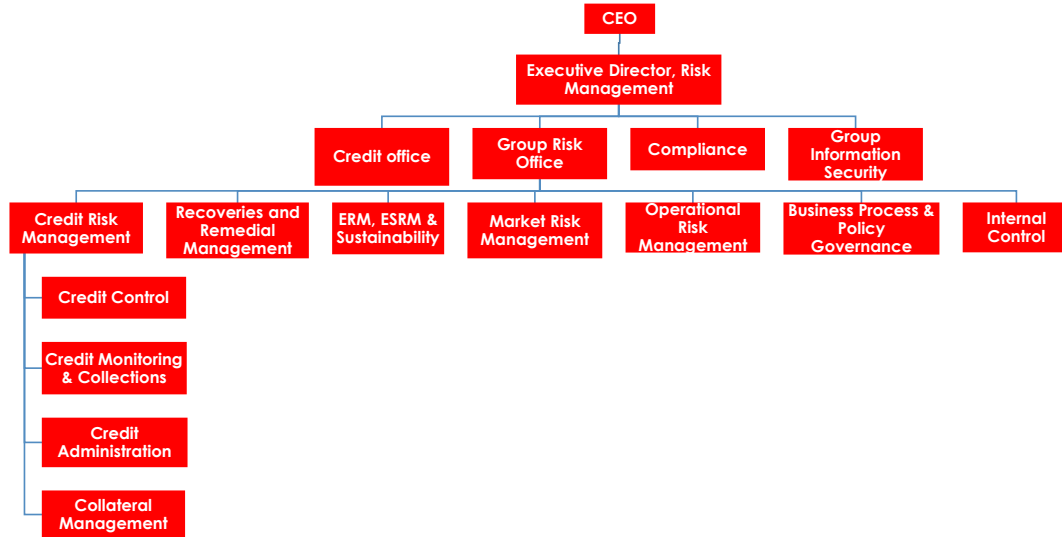 CEO
Executive Director, Risk
Management
Credit office
Group Risk
Office
Compliance
Group
Information
Security
Credit Risk
Management
Recoveries and
Remedial
Management
ERM, ESRM &
Sustainability
Market Risk
Management
Operational
Risk
Management
Business Process &
Policy
Governance
Internal
Control
Credit Control
Credit Monitoring
& Collections
Credit
Administration
Collateral
Management